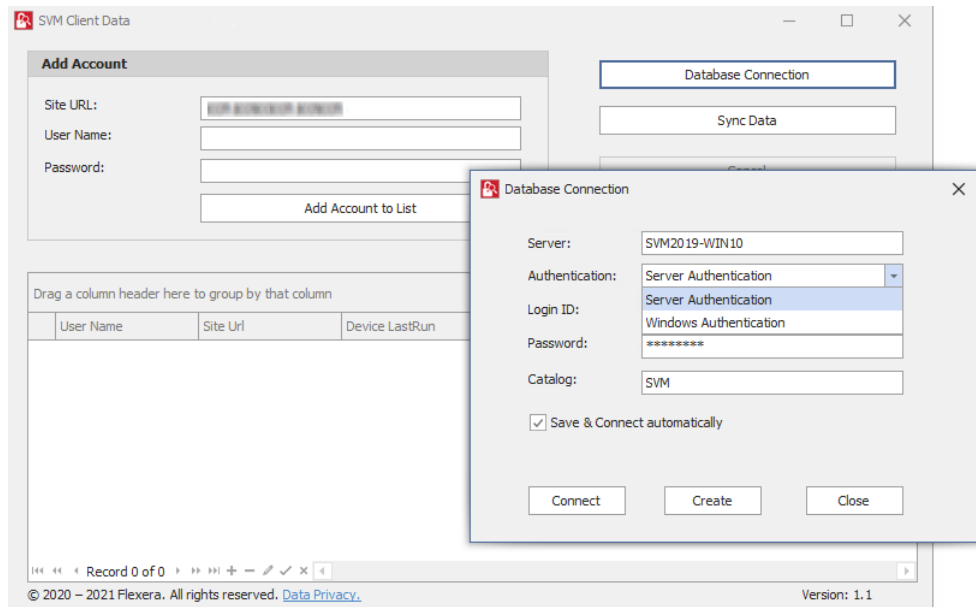 SVM Client Data
Add Account
Site URL:
User Name:
Password:
Add Account to List
Database Connection
Sync Data
Drag a column header here to group by that column
User Name Site Url Device LastRun
Record 0 of 0
© 2020 – 2021 Flexera. All rights reserved. Data Privacy.
Version: 1.1
Database Connection
Server: SVM2019-WIN10
Authentication: Server Authentication
Server Authentication
Windows Authentication
Login ID:
Password: ********
Catalog: SVM
Save & Connect automatically
Connect Create Close